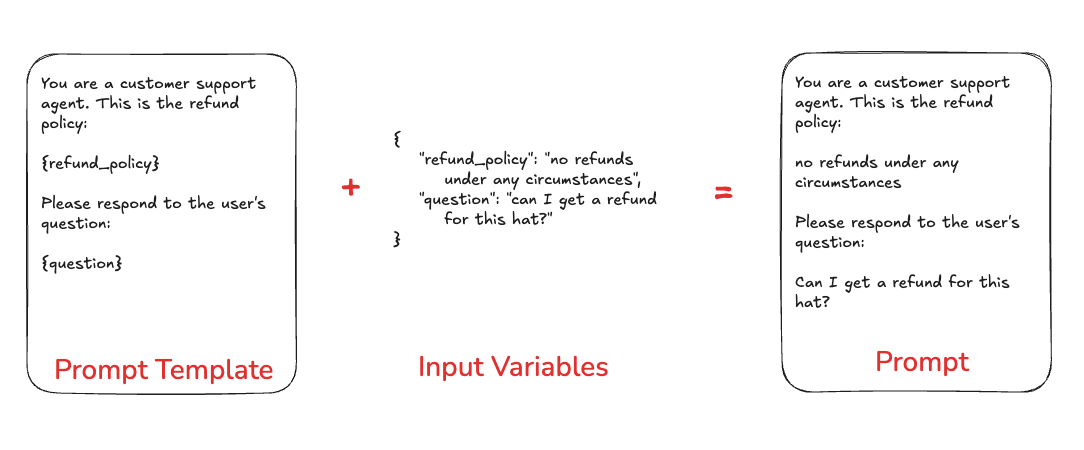 You are a customer support
agent. This is the refund
policy:
{refund_policy}
Please respond to the user's
question:
{question}
Prompt Template
+
{
"refund_policy": "no refunds
under any circumstances",
"question": "can I get a refund
for this hat?"
}
Input Variables
=
You are a customer support
agent. This is the refund
policy:
no refunds under any
circumstances
Please respond to the user's
question:
Can I get a refund for this
hat?
Prompt